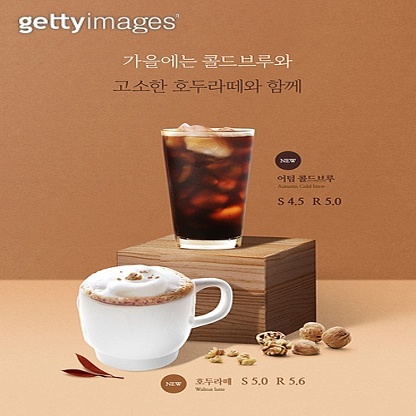 gettyimages
가을에는 콜드브루와
고소한 호두라떼와 함께
NEW
어텀 콜드브루
Autumn Cold brew
S 4.5 R 5.0
NEW
호두라떼 S 5.0 R 5.6
Walnut latte